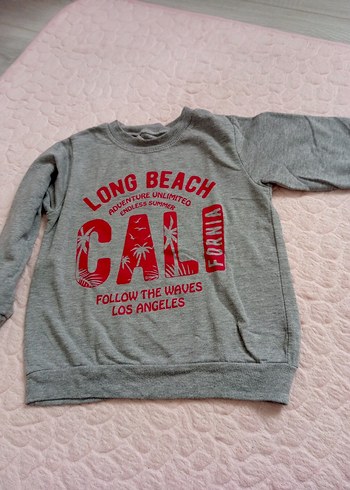 LONG BEACH
ADVENTURE UNLIMITED
ENDLESS SUMMER
CALI
FORNIA
FOLLOW THE WAVES
LOS ANGELES